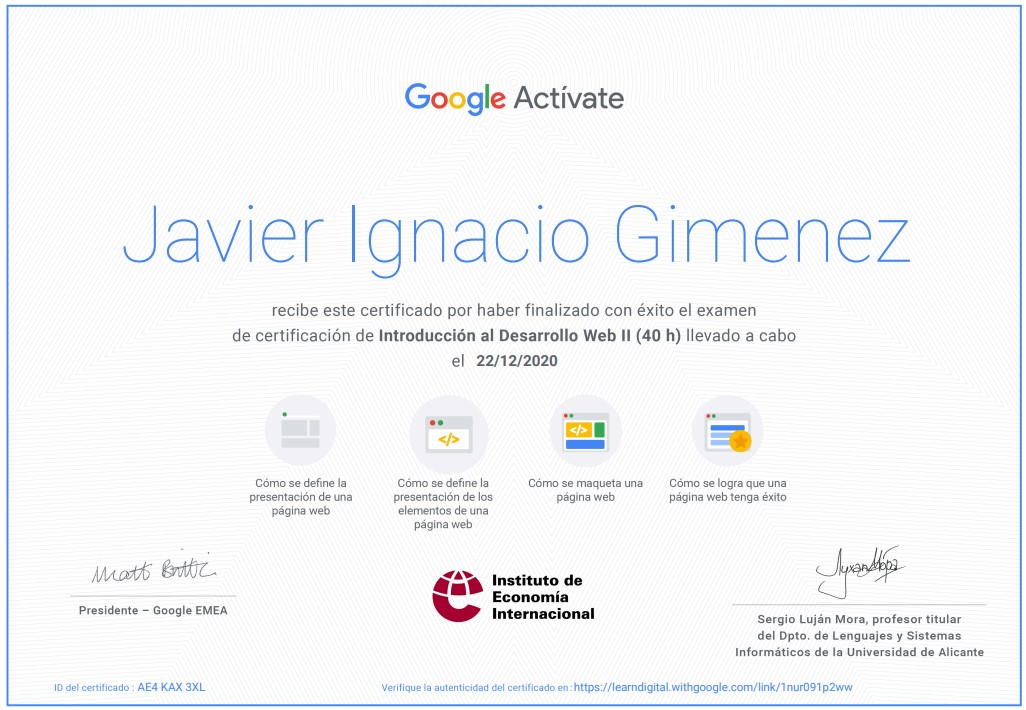 Google Actívate
Javier Ignacio Gimenez
recibe este certificado por haber finalizado con éxito el examen
de certificación de Introducción al Desarrollo Web II (40 h) llevado a cabo
el 22/12/2020
</>
</>
Cómo se define la
presentación de una
página web
Cómo se define la
presentación de los
elementos de una
página web
Cómo se maqueta una
página web
Cómo se logra que una
página web tenga éxito
Presidente – Google EMEA
Instituto de
Economía
Internacional
Sergio Luján Mora, profesor titular
del Dpto. de Lenguajes y Sistemas
Informáticos de la Universidad de Alicante
ID del certificado : AE4 KAX 3XL
Verifique la autenticidad del certificado en: https://learndigital.withgoogle.com/link/1nur091p2ww